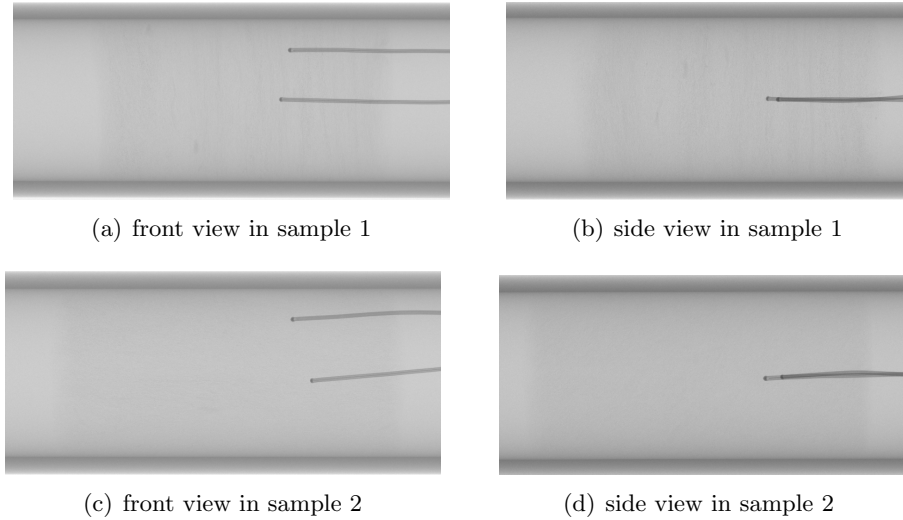 (a) front view in sample 1
(b) side view in sample 1
(c) front view in sample 2
(d) side view in sample 2